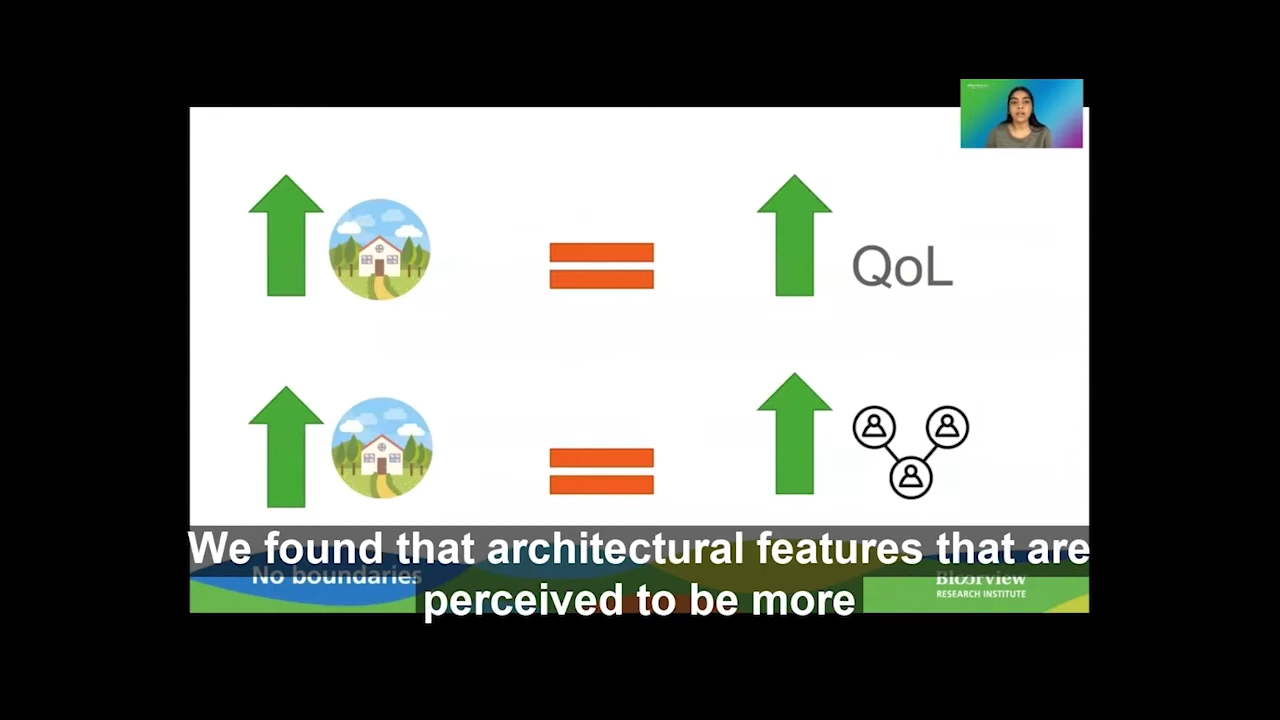 QoL
We found that architectural features that are
perceived to be more
No boundaries
Bloorview
RESEARCH INSTITUTE